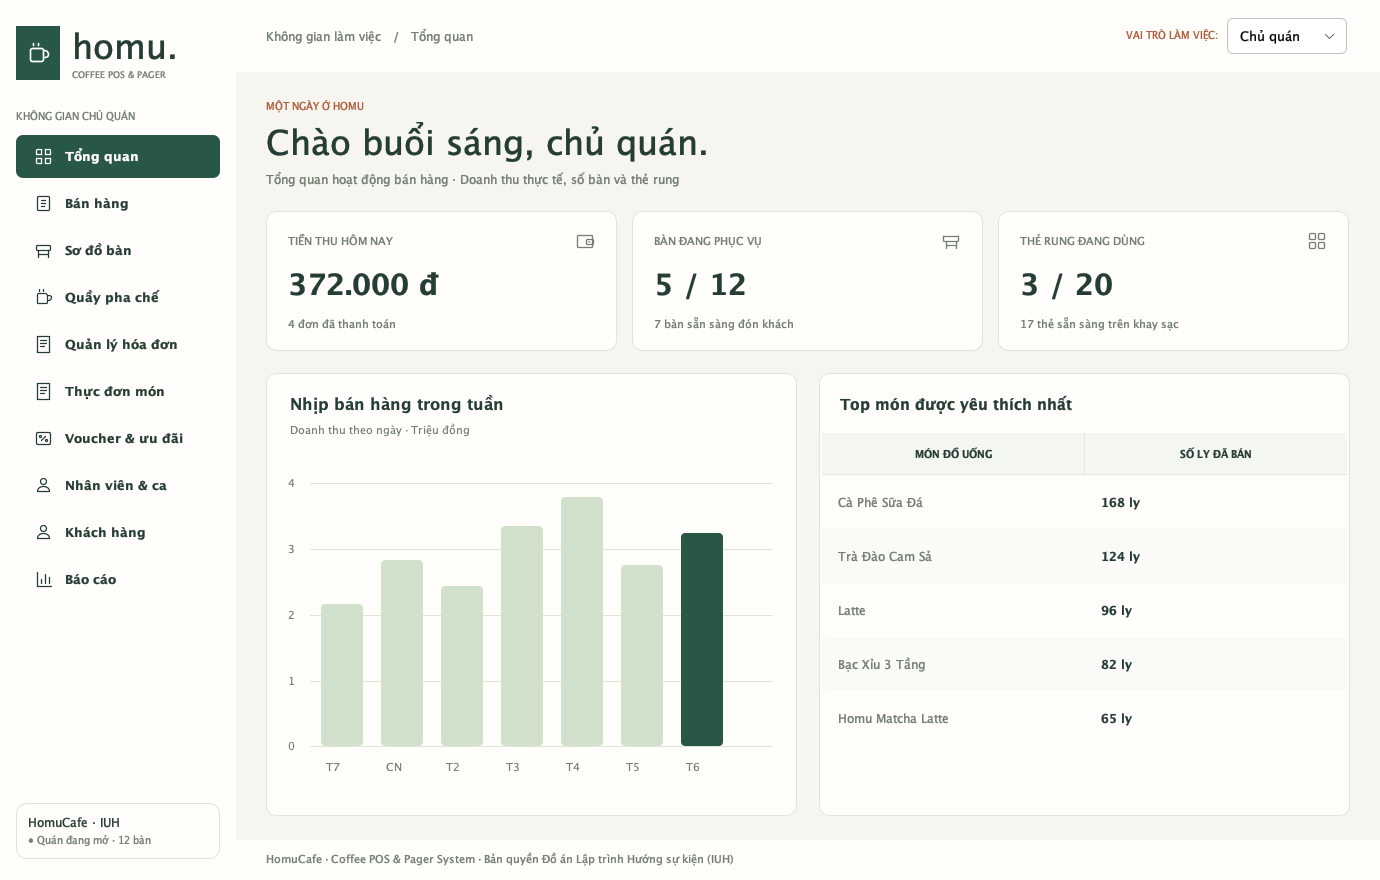 homu.
COFFEE POS & PAGER
KHÔNG GIAN CHỦ QUÁN
Tổng quan
Bán hàng
Sơ đồ bàn
Quầy pha chế
Quản lý hóa đơn
Thực đơn món
Voucher & ưu đãi
Nhân viên & ca
Khách hàng
Báo cáo
HomuCafe · IUH
• Quán đang mở · 12 bàn
Không gian làm việc / Tổng quan
VAI TRÒ LÀM VIỆC: Chủ quán
MỘT NGÀY Ở HOMU
Chào buổi sáng, chủ quán.
Tổng quan hoạt động bán hàng · Doanh thu thực tế, số bàn và thẻ rung
TIỀN THU HÔM NAY
372.000 đ
4 đơn đã thanh toán
BÀN ĐANG PHỤC VỤ
5 / 12
7 bàn sẵn sàng đón khách
THẺ RUNG ĐANG DÙNG
3 / 20
17 thẻ sẵn sàng trên khay sạc
Nhịp bán hàng trong tuần
Doanh thu theo ngày · Triệu đồng
4
3
2
1
0
T7 CN T2 T3 T4 T5 T6
Top món được yêu thích nhất
MÓN ĐỒ UỐNG SỐ LY ĐÃ BÁN
Cà Phê Sữa Đá 168 ly
Trà Đào Cam Sả 124 ly
Latte 96 ly
Bạc Xỉu 3 Tầng 82 ly
Homu Matcha Latte 65 ly
HomuCafe · Coffee POS & Pager System · Bản quyền Đồ án Lập trình Hướng sự kiện (IUH)